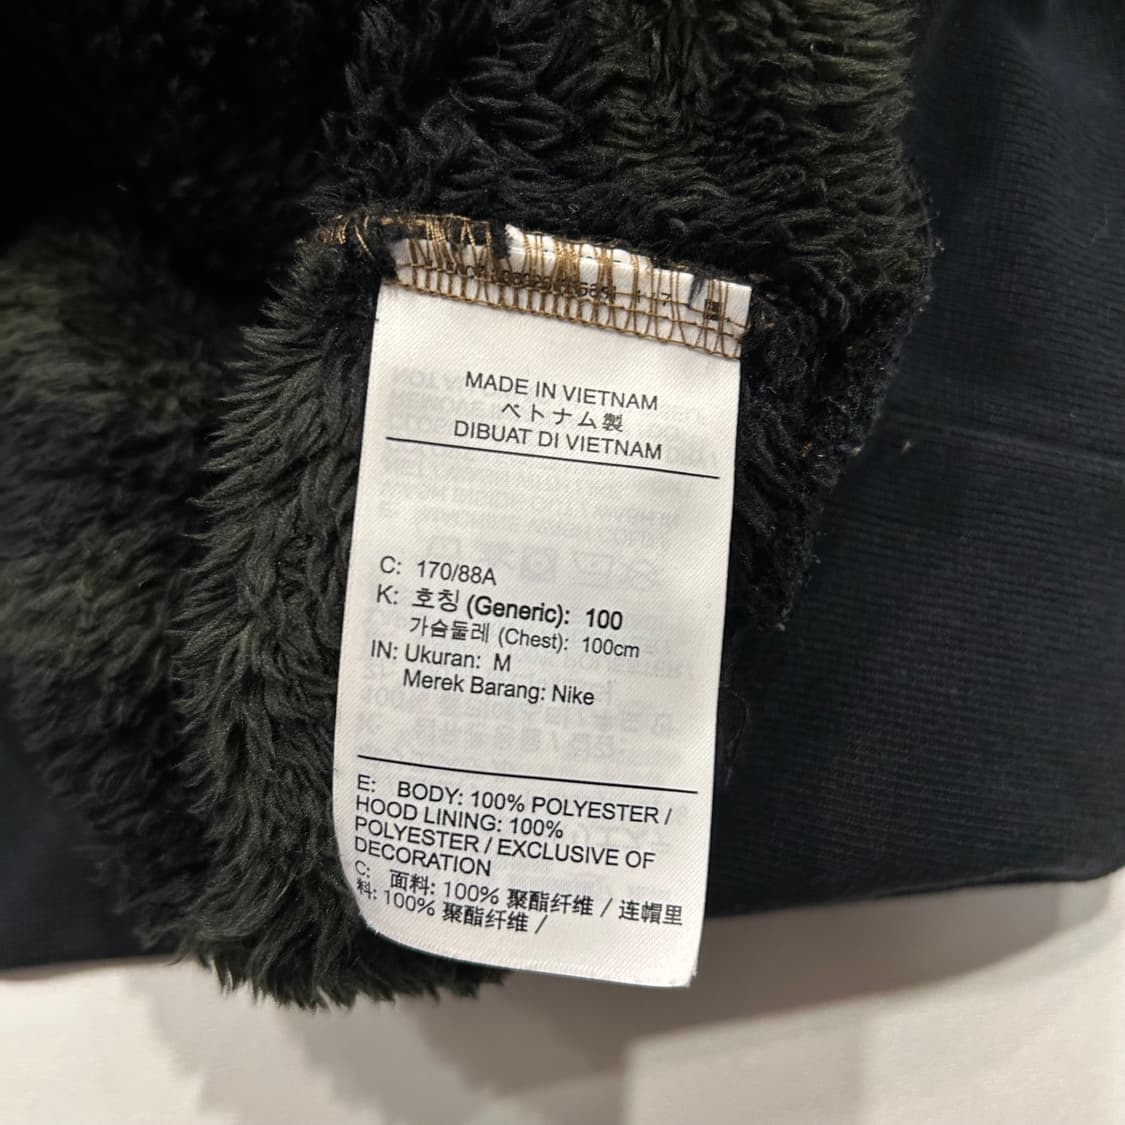 MADE IN VIETNAM
ベトナム製
DIBUAT DI VIETNAM
C: 170/88A
K: 호칭 (Generic): 100
가슴둘레 (Chest): 100cm
IN: Ukuran: M
Merek Barang: Nike
E: BODY: 100% POLYESTER /
HOOD LINING: 100%
POLYESTER / EXCLUSIVE OF
DECORATION
C: 面料: 100% 聚酯纤维 / 连帽里
料: 100% 聚酯纤维 /